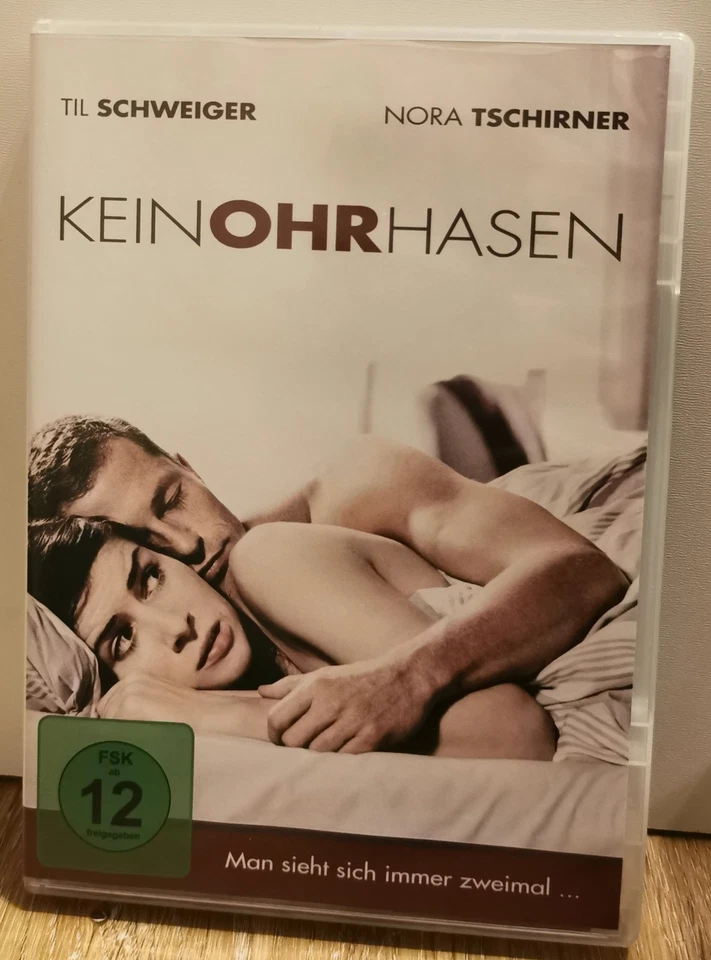 TIL SCHWEIGER
NORA TSCHIRNER
KEINOHRHASEN
FSK
ab
12
freigegeben
Man sieht sich immer zweimal ...